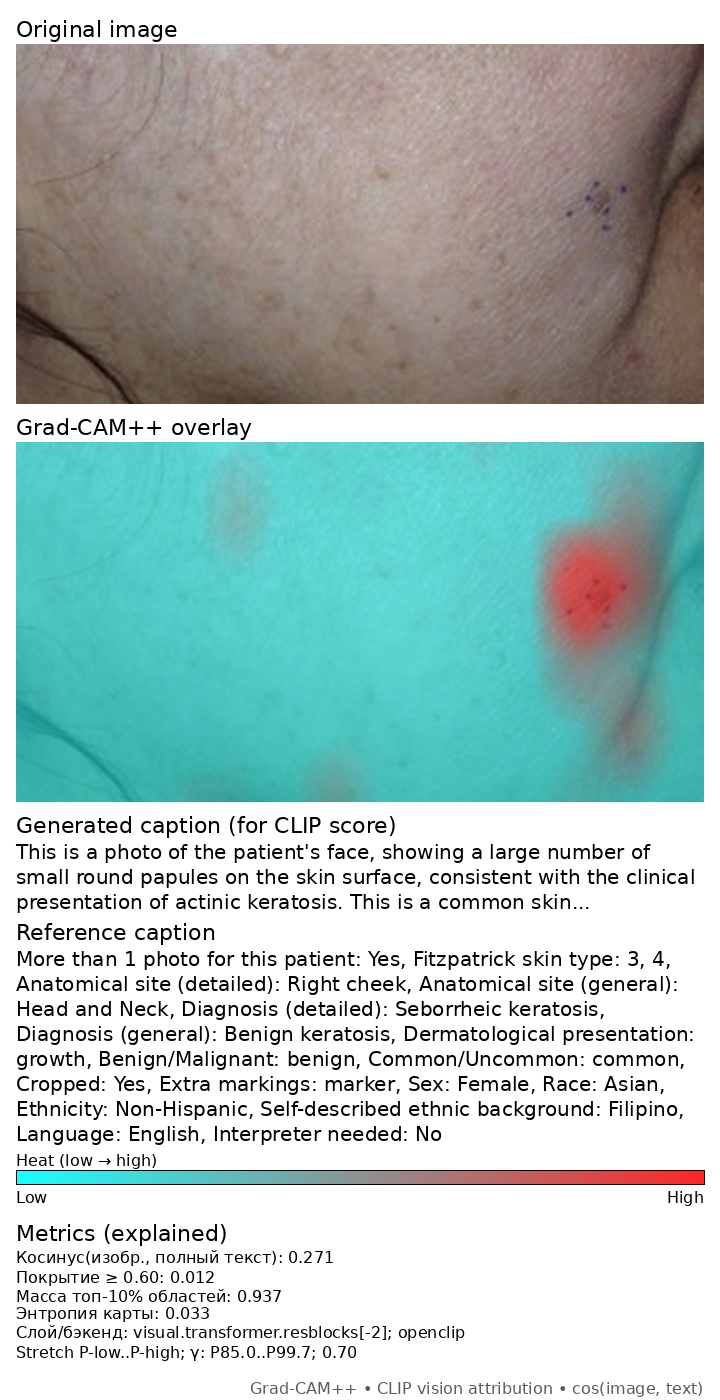 Original image
Grad-CAM++ overlay
Generated caption (for CLIP score)
This is a photo of the patient's face, showing a large number of
small round papules on the skin surface, consistent with the clinical
presentation of actinic keratosis. This is a common skin...
Reference caption
More than 1 photo for this patient: Yes, Fitzpatrick skin type: 3, 4,
Anatomical site (detailed): Right cheek, Anatomical site (general):
Head and Neck, Diagnosis (detailed): Seborrheic keratosis,
Diagnosis (general): Benign keratosis, Dermatological presentation:
growth, Benign/Malignant: benign, Common/Uncommon: common,
Cropped: Yes, Extra markings: marker, Sex: Female, Race: Asian,
Ethnicity: Non-Hispanic, Self-described ethnic background: Filipino,
Language: English, Interpreter needed: No
Heat (low → high)
Low High
Metrics (explained)
Косинус(изобр., полный текст): 0.271
Покрытие ≥ 0.60: 0.012
Масса топ-10% областей: 0.937
Энтропия карты: 0.033
Слой/бэкенд: visual.transformer.resblocks[-2]; openclip
Stretch P-low..P-high; γ: P85.0..P99.7; 0.70
Grad-CAM++ • CLIP vision attribution • cos(image, text)